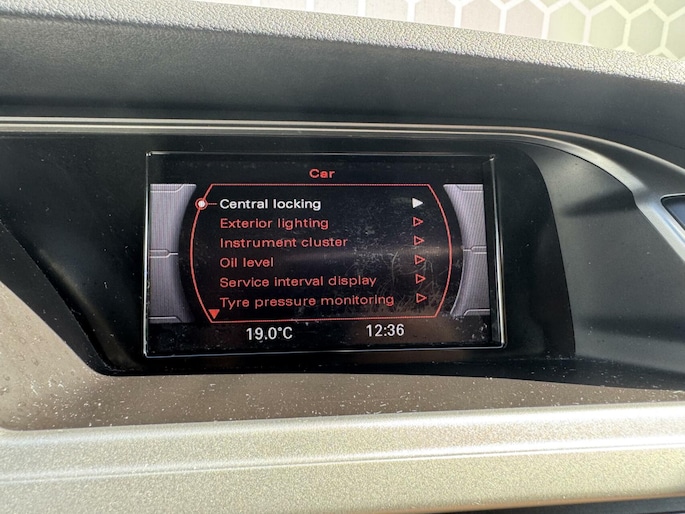 Car
Central locking
Exterior lighting
Instrument cluster
Oil level
Service interval display
Tyre pressure monitoring
19.0°C 12:36